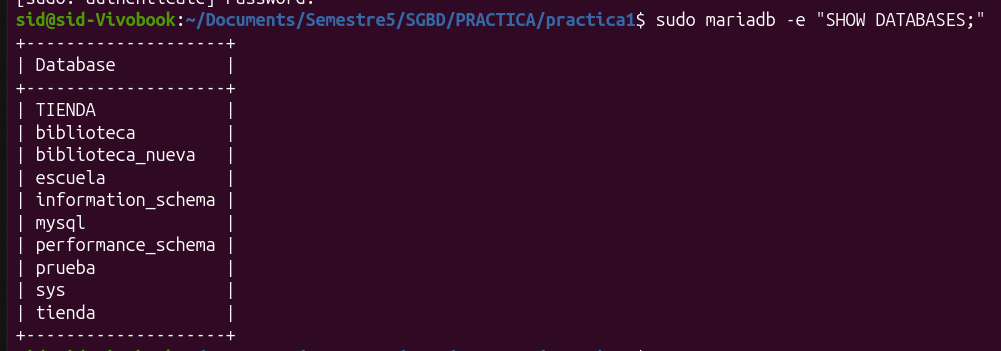 [sudo: authenticate] Password:
sid@sid-Vivobook:~/Documents/Semestre5/SGBD/PRACTICA/practica1$ sudo mariadb -e "SHOW DATABASES;"
+--------------------+
| Database           |
+--------------------+
| TIENDA             |
| biblioteca         |
| biblioteca_nueva   |
| escuela            |
| information_schema |
| mysql              |
| performance_schema |
| prueba             |
| sys                |
| tienda             |
+--------------------+